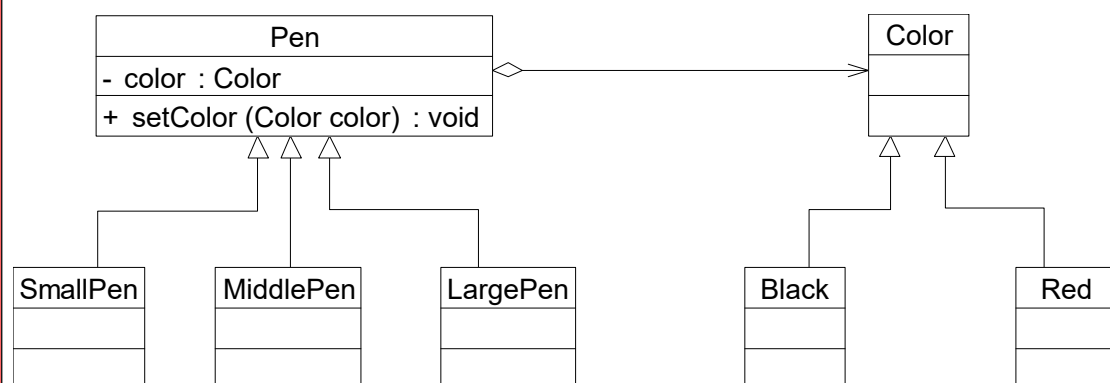 Pen
- color : Color
+ setColor (Color color) : void
Color
SmallPen
MiddlePen
LargePen
Black
Red